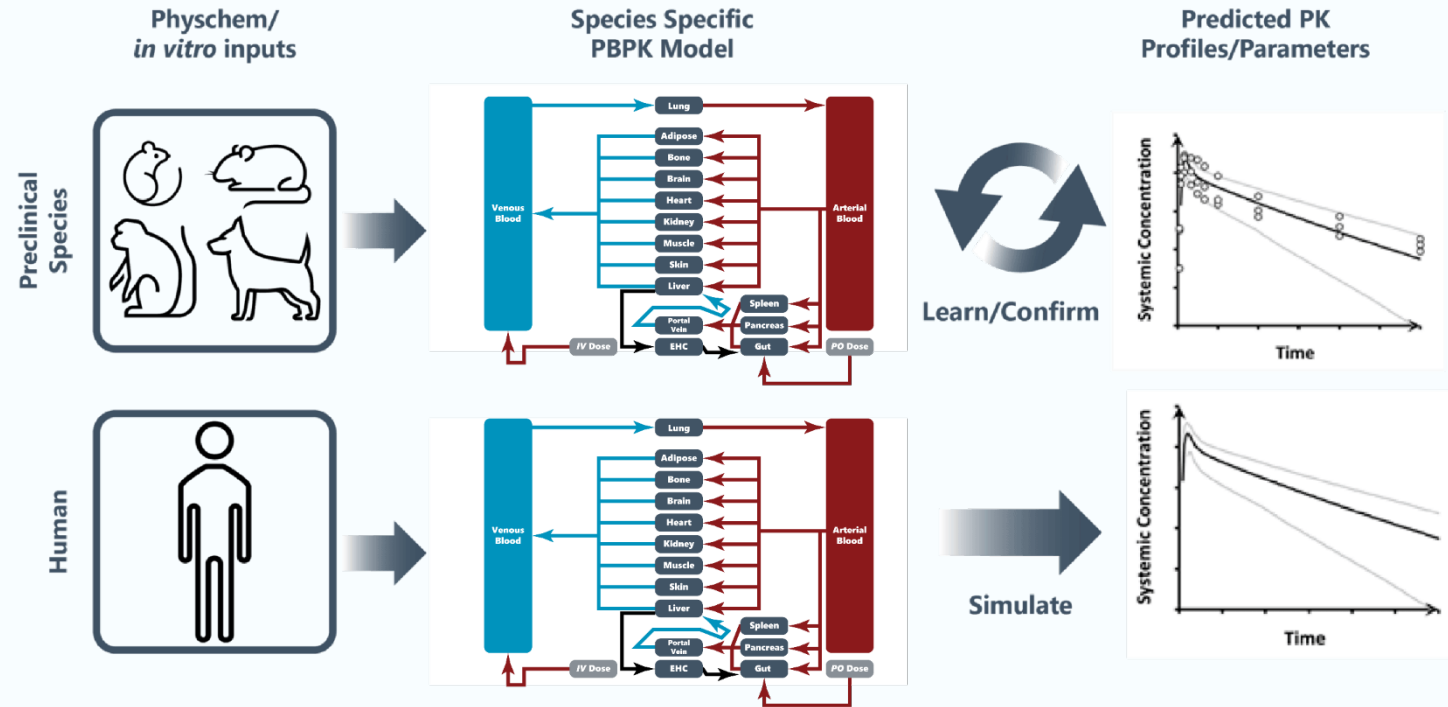 Physchem/
in vitro inputs
Species Specific
PBPK Model
Predicted PK
Profiles/Parameters
Preclinical
Species
Venous
Blood
Lung
Adipose
Bone
Brain
Heart
Kidney
Muscle
Skin
Liver
Spleen
Portal
Vein
Pancreas
IV Dose
EHC
Gut
PO Dose
Arterial
Blood
Learn/Confirm
Systemic Concentration
Time
Human
Venous
Blood
Lung
Adipose
Bone
Brain
Heart
Kidney
Muscle
Skin
Liver
Spleen
Portal
Vein
Pancreas
IV Dose
EHC
Gut
PO Dose
Arterial
Blood
Simulate
Systemic Concentration
Time